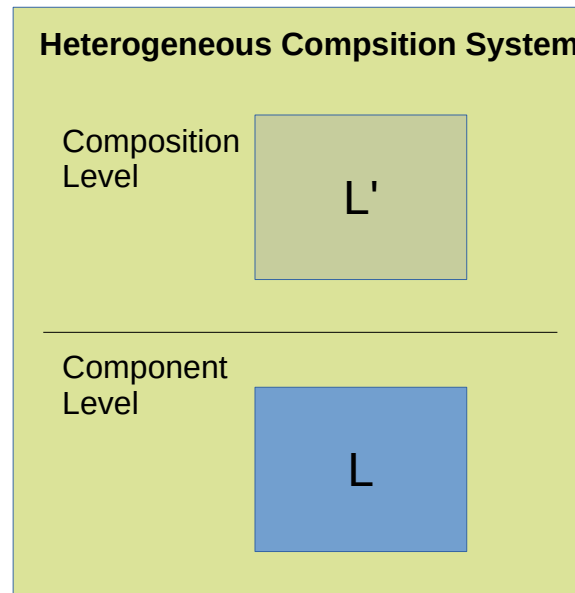 Heterogeneous Compsition System
Composition
Level
L'
Component
Level
L